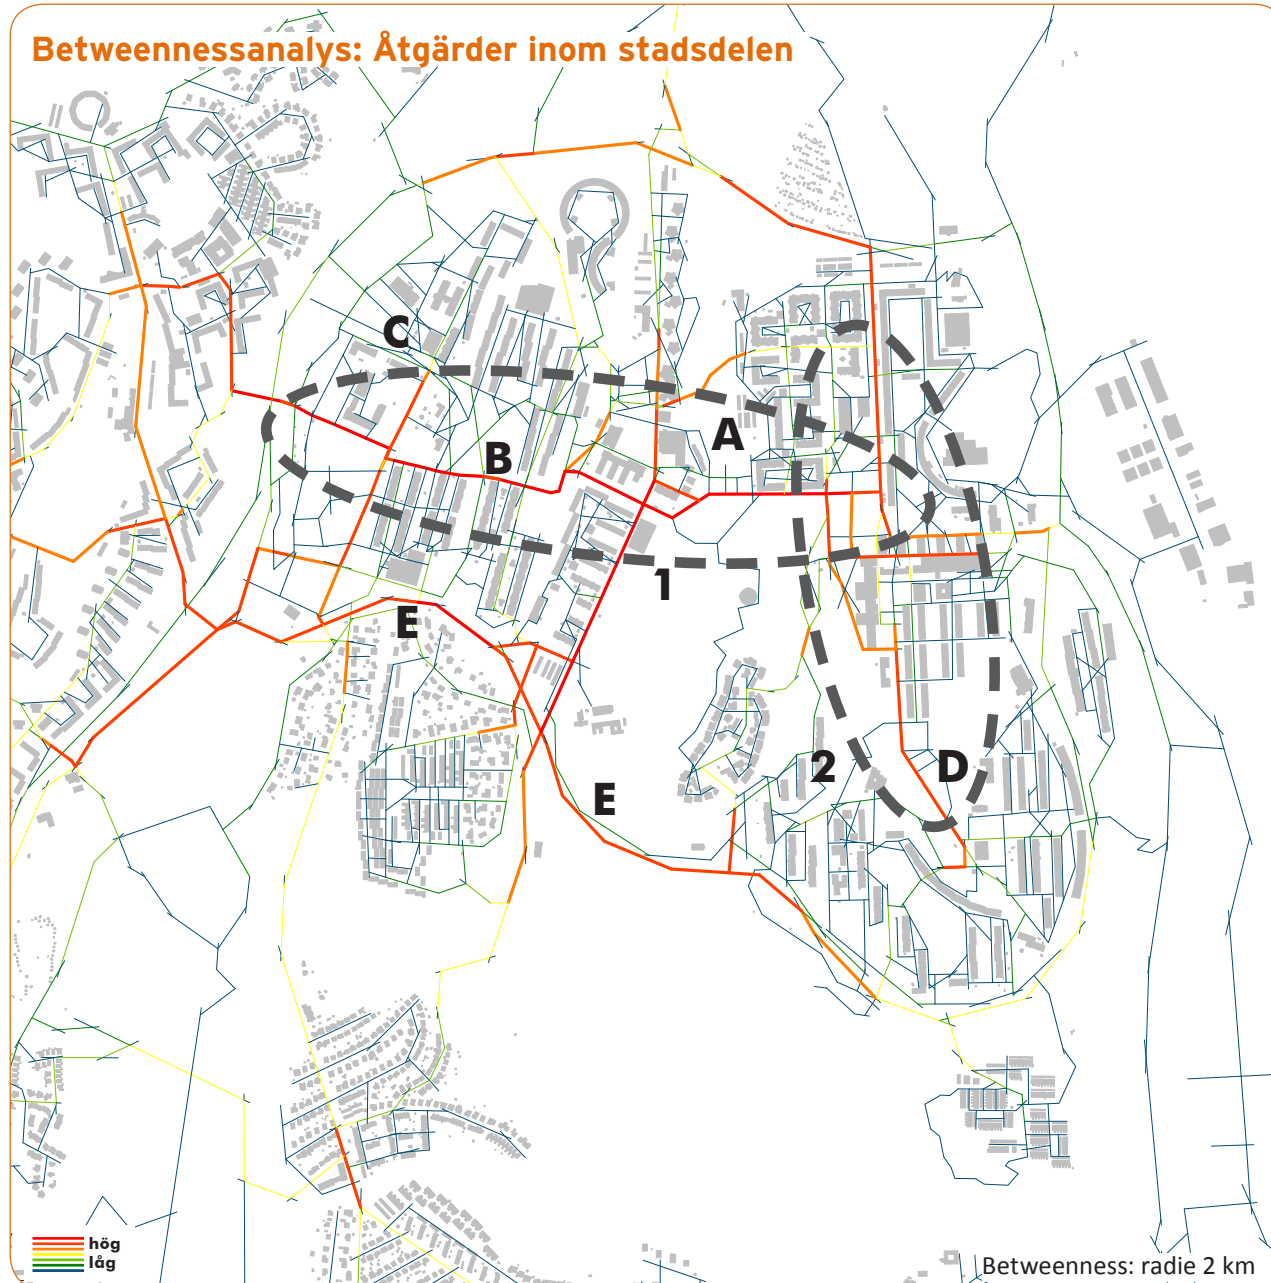 Betweennessanalys: Åtgärder inom stadsdelen
C
A
B
1
E
2
D
E
hög
låg
Betweenness: radie 2 km